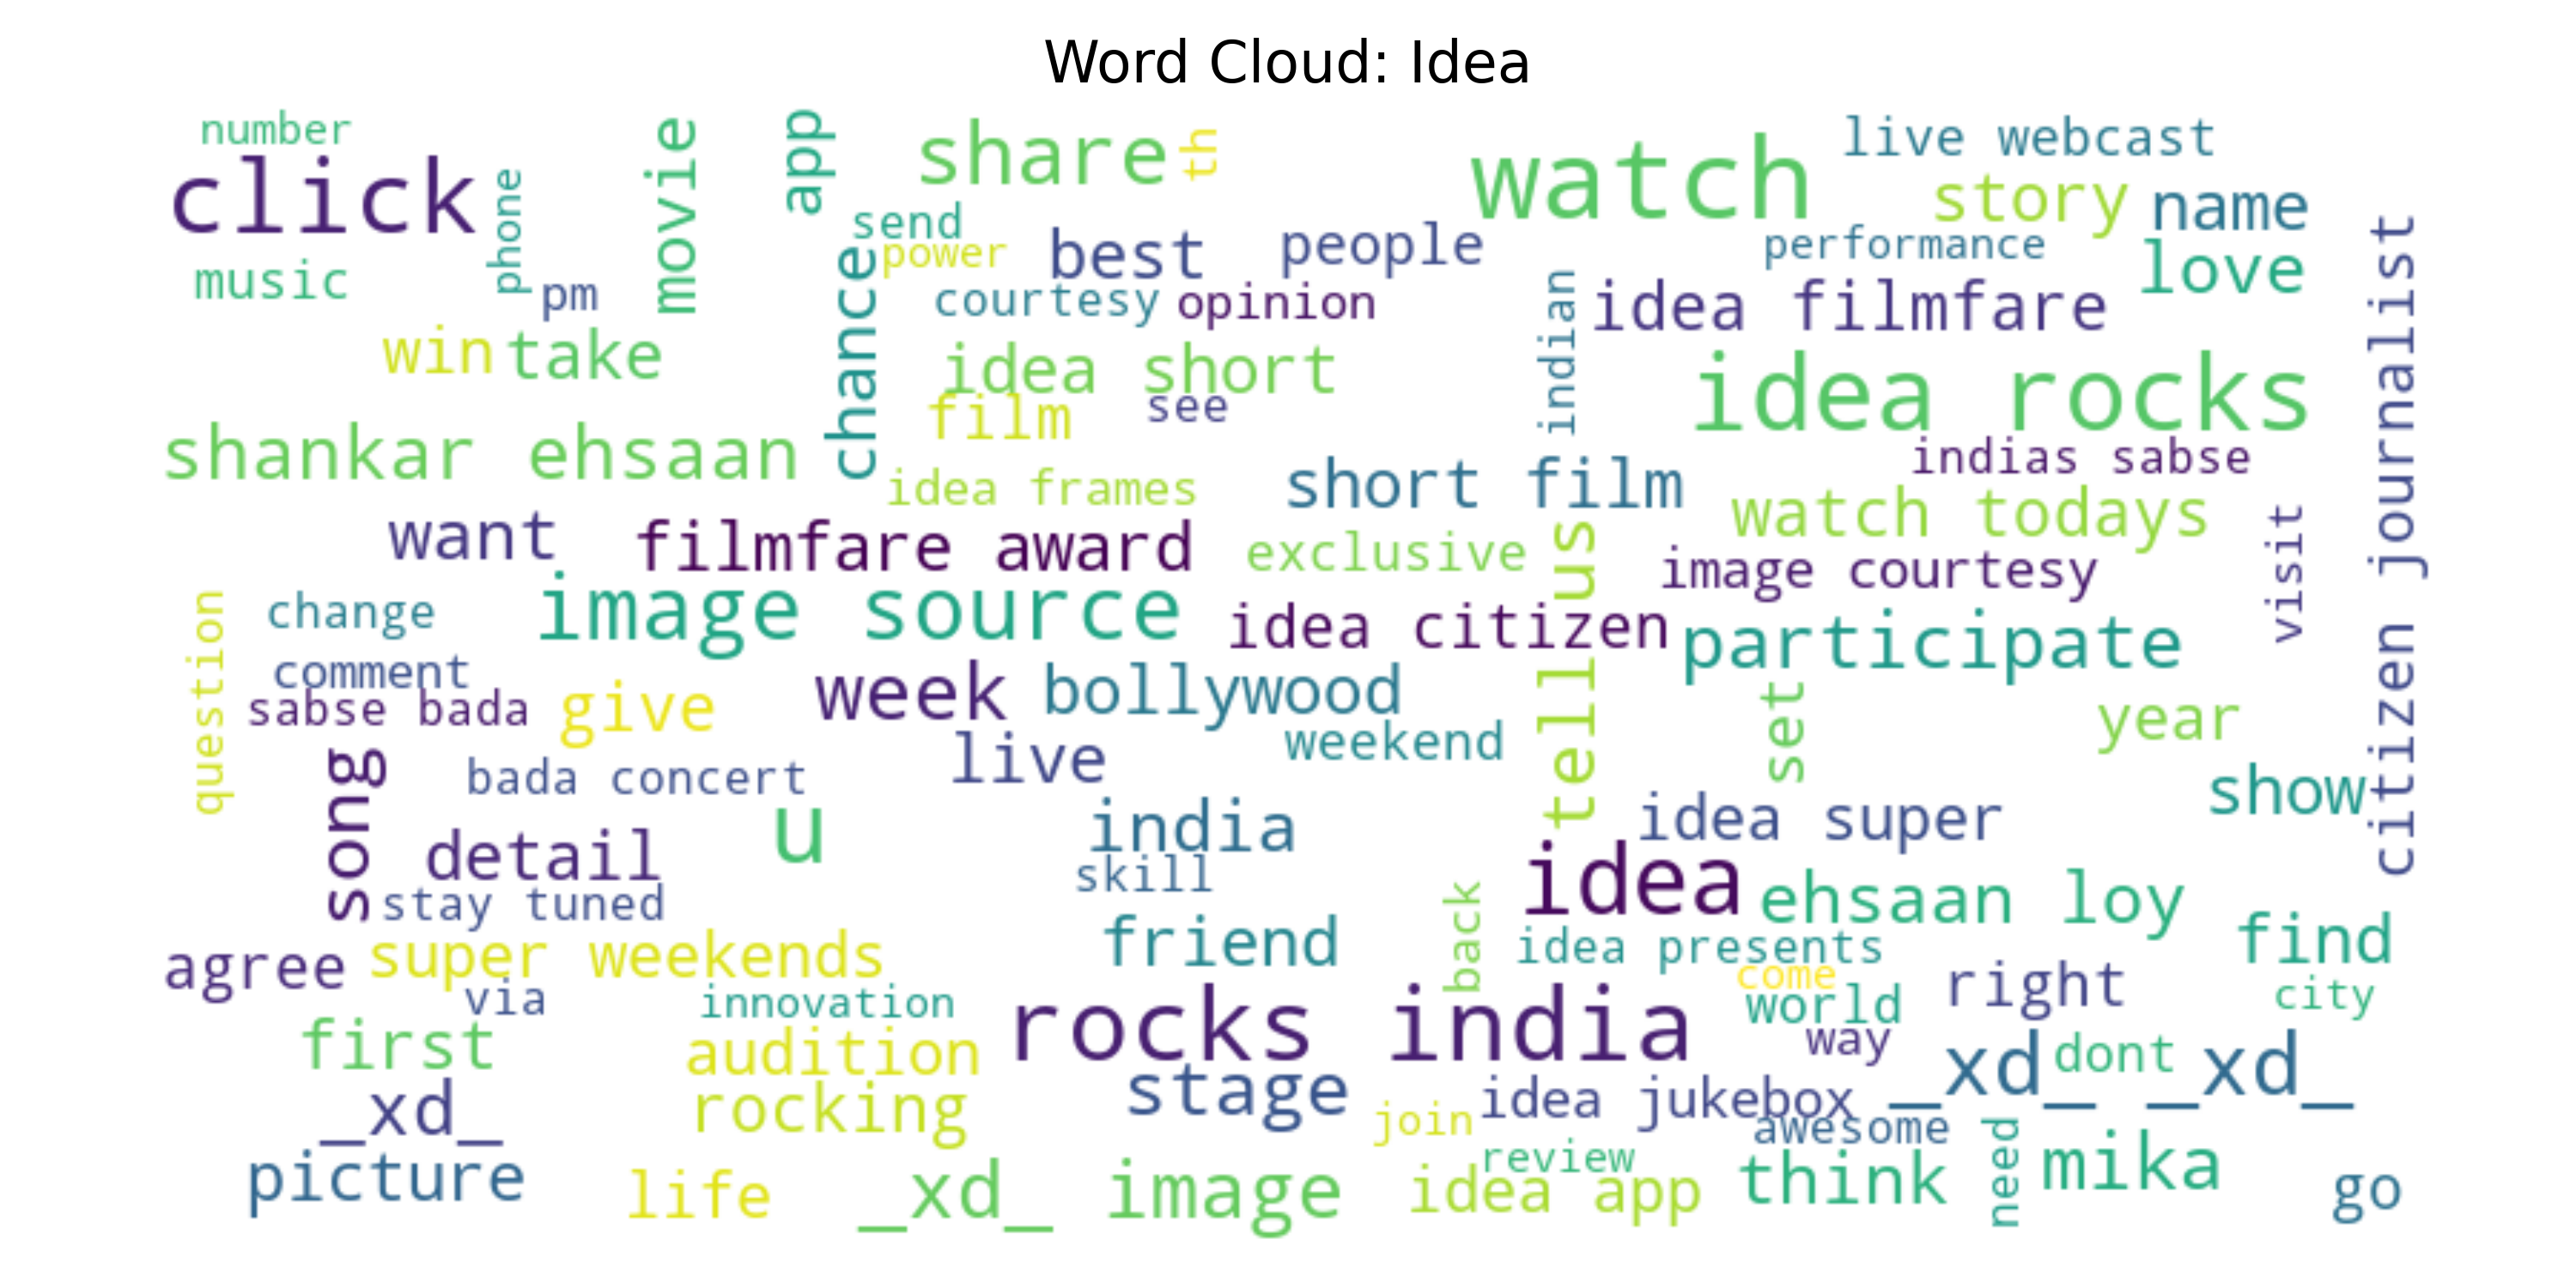 Word Cloud: Idea
number
click
phone
music
pm
movie
app
share
th
send
power
best
people
courtesy
opinion
chance
watch
live webcast
story
name
performance
love
indian
idea filmfare
citizen journalist
win
take
idea short
film
see
idea rocks
shankar ehsaan
idea frames
short film
indias sabse
watch todays
want
filmfare award
exclusive
tell us
image courtesy
visit
question
change
image source
idea citizen
participate
comment
sabse bada
give
week
bollywood
weekend
set
year
song
bada concert
live
show
detail
u
india
idea super
skill
idea
ehsaan loy
stay tuned
friend
back
idea presents
find
agree
super weekends
come
right
city
via
innovation
rocks india
world
way
first
audition
_xd_ _xd_
dont
_xd_
rocking
stage
join
idea jukebox
awesome
need
picture
life
_xd_ image
review
idea app
think
mika
go